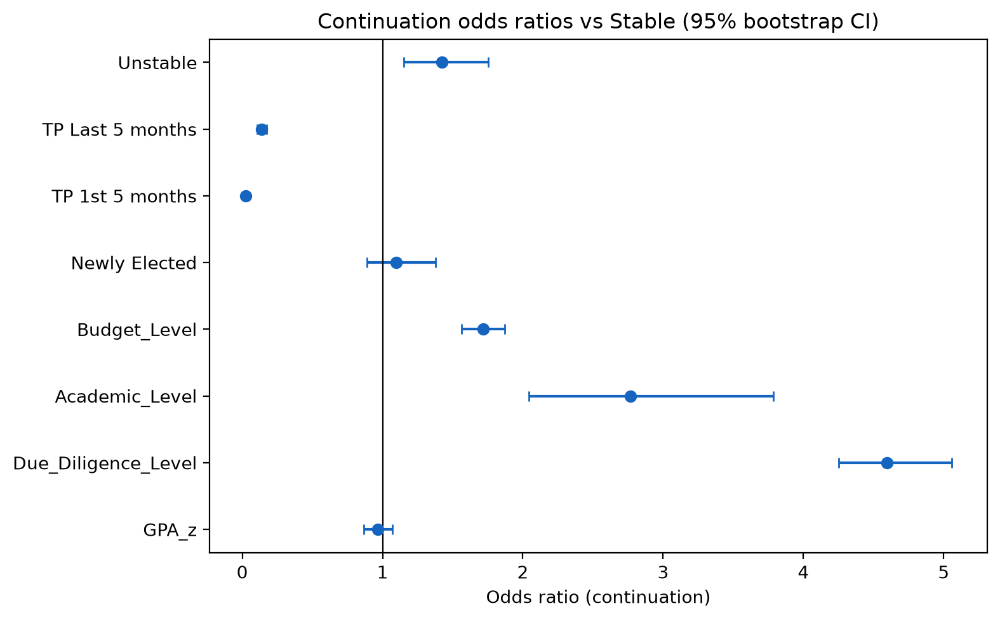 Continuation odds ratios vs Stable (95% bootstrap CI)
Unstable
TP Last 5 months
TP 1st 5 months
Newly Elected
Budget_Level
Academic_Level
Due_Diligence_Level
GPA_z
0 1 2 3 4 5
Odds ratio (continuation)